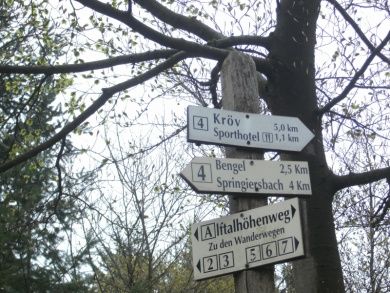 4 Kröv 5,0 km
Sporthotel 1,1 km
4 Bengel 2,5 Km
Springiersbach 4 Km
Alftalhöhenweg
Zu den Wanderwegen
2 3 5 6 7